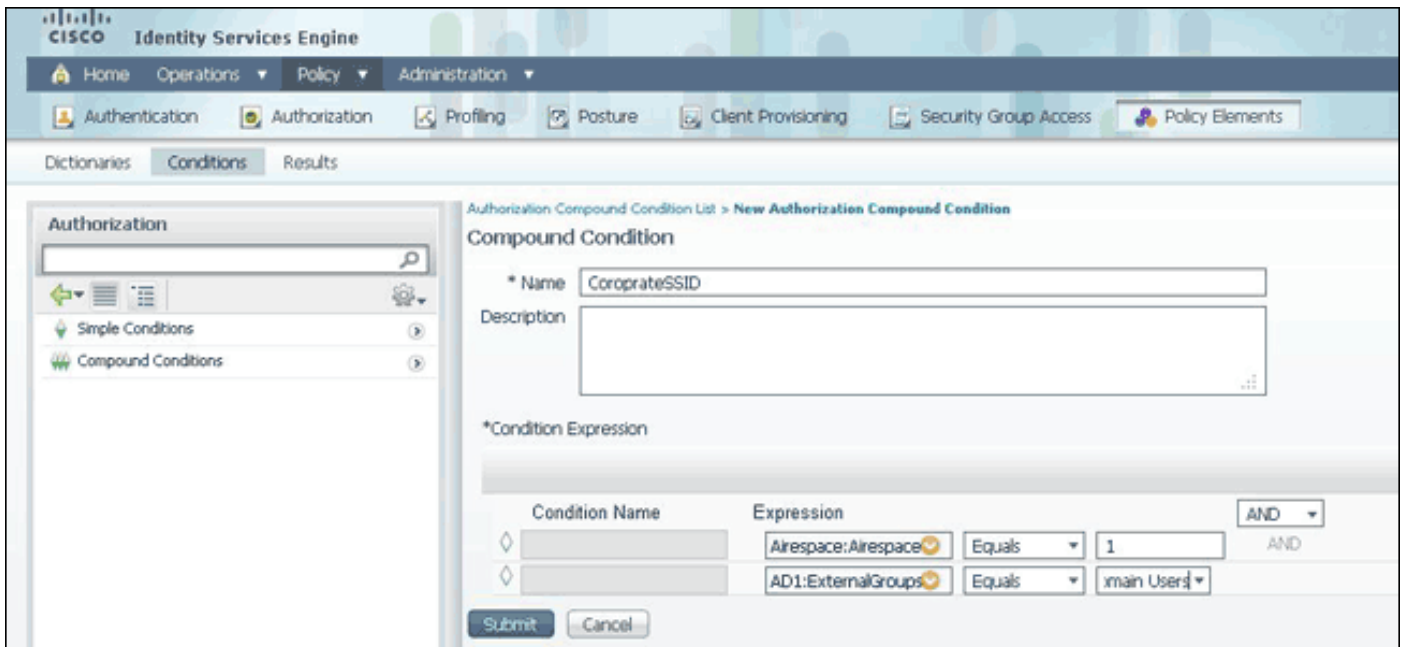 CISCO Identity Services Engine
Home Operations Policy Administration
Authentication Authorization Profiling Posture Client Provisioning Security Group Access Policy Elements
Dictionaries Conditions Results
Authorization
Simple Conditions
Compound Conditions
Authorization Compound Condition List > New Authorization Compound Condition
Compound Condition
* Name CoroprateSSID
Description
*Condition Expression
Condition Name Expression AND
Airespace:Airespace Equals 1 AND
AD1:ExternalGroups Equals main Users
Submit Cancel